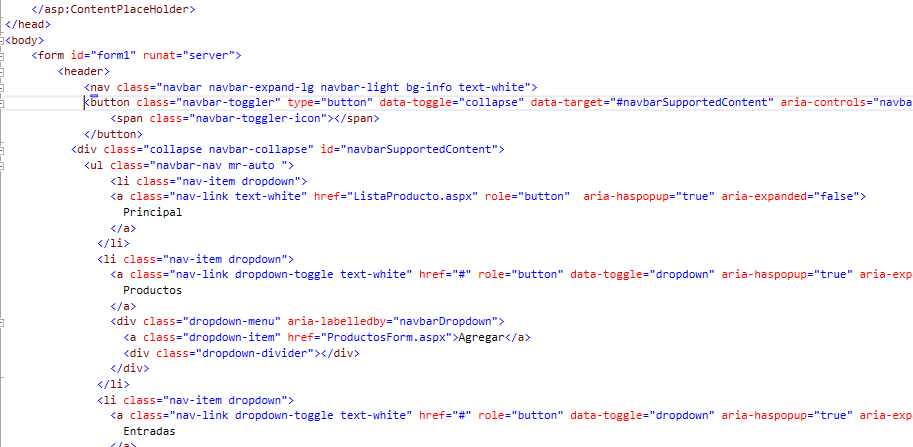 </asp:ContentPlaceHolder>
</head>
<body>
<form id="form1" runat="server">
<header>
<nav class="navbar navbar-expand-lg navbar-light bg-info text-white">
<button class="navbar-toggler" type="button" data-toggle="collapse" data-target="#navbarSupportedContent" aria-controls="navba
<span class="navbar-toggler-icon"></span>
</button>
<div class="collapse navbar-collapse" id="navbarSupportedContent">
<ul class="navbar-nav mr-auto ">
<li class="nav-item dropdown">
<a class="nav-link text-white" href="ListaProducto.aspx" role="button"  aria-haspopup="true" aria-expanded="false">
Principal
</a>
</li>
<li class="nav-item dropdown">
<a class="nav-link dropdown-toggle text-white" href="#" role="button" data-toggle="dropdown" aria-haspopup="true" aria-exp
Productos
</a>
<div class="dropdown-menu" aria-labelledby="navbarDropdown">
<a class="dropdown-item" href="ProductosForm.aspx">Agregar</a>
<div class="dropdown-divider"></div>
</div>
</li>
<li class="nav-item dropdown">
<a class="nav-link dropdown-toggle text-white" href="#" role="button" data-toggle="dropdown" aria-haspopup="true" aria-exp
Entradas
</a>